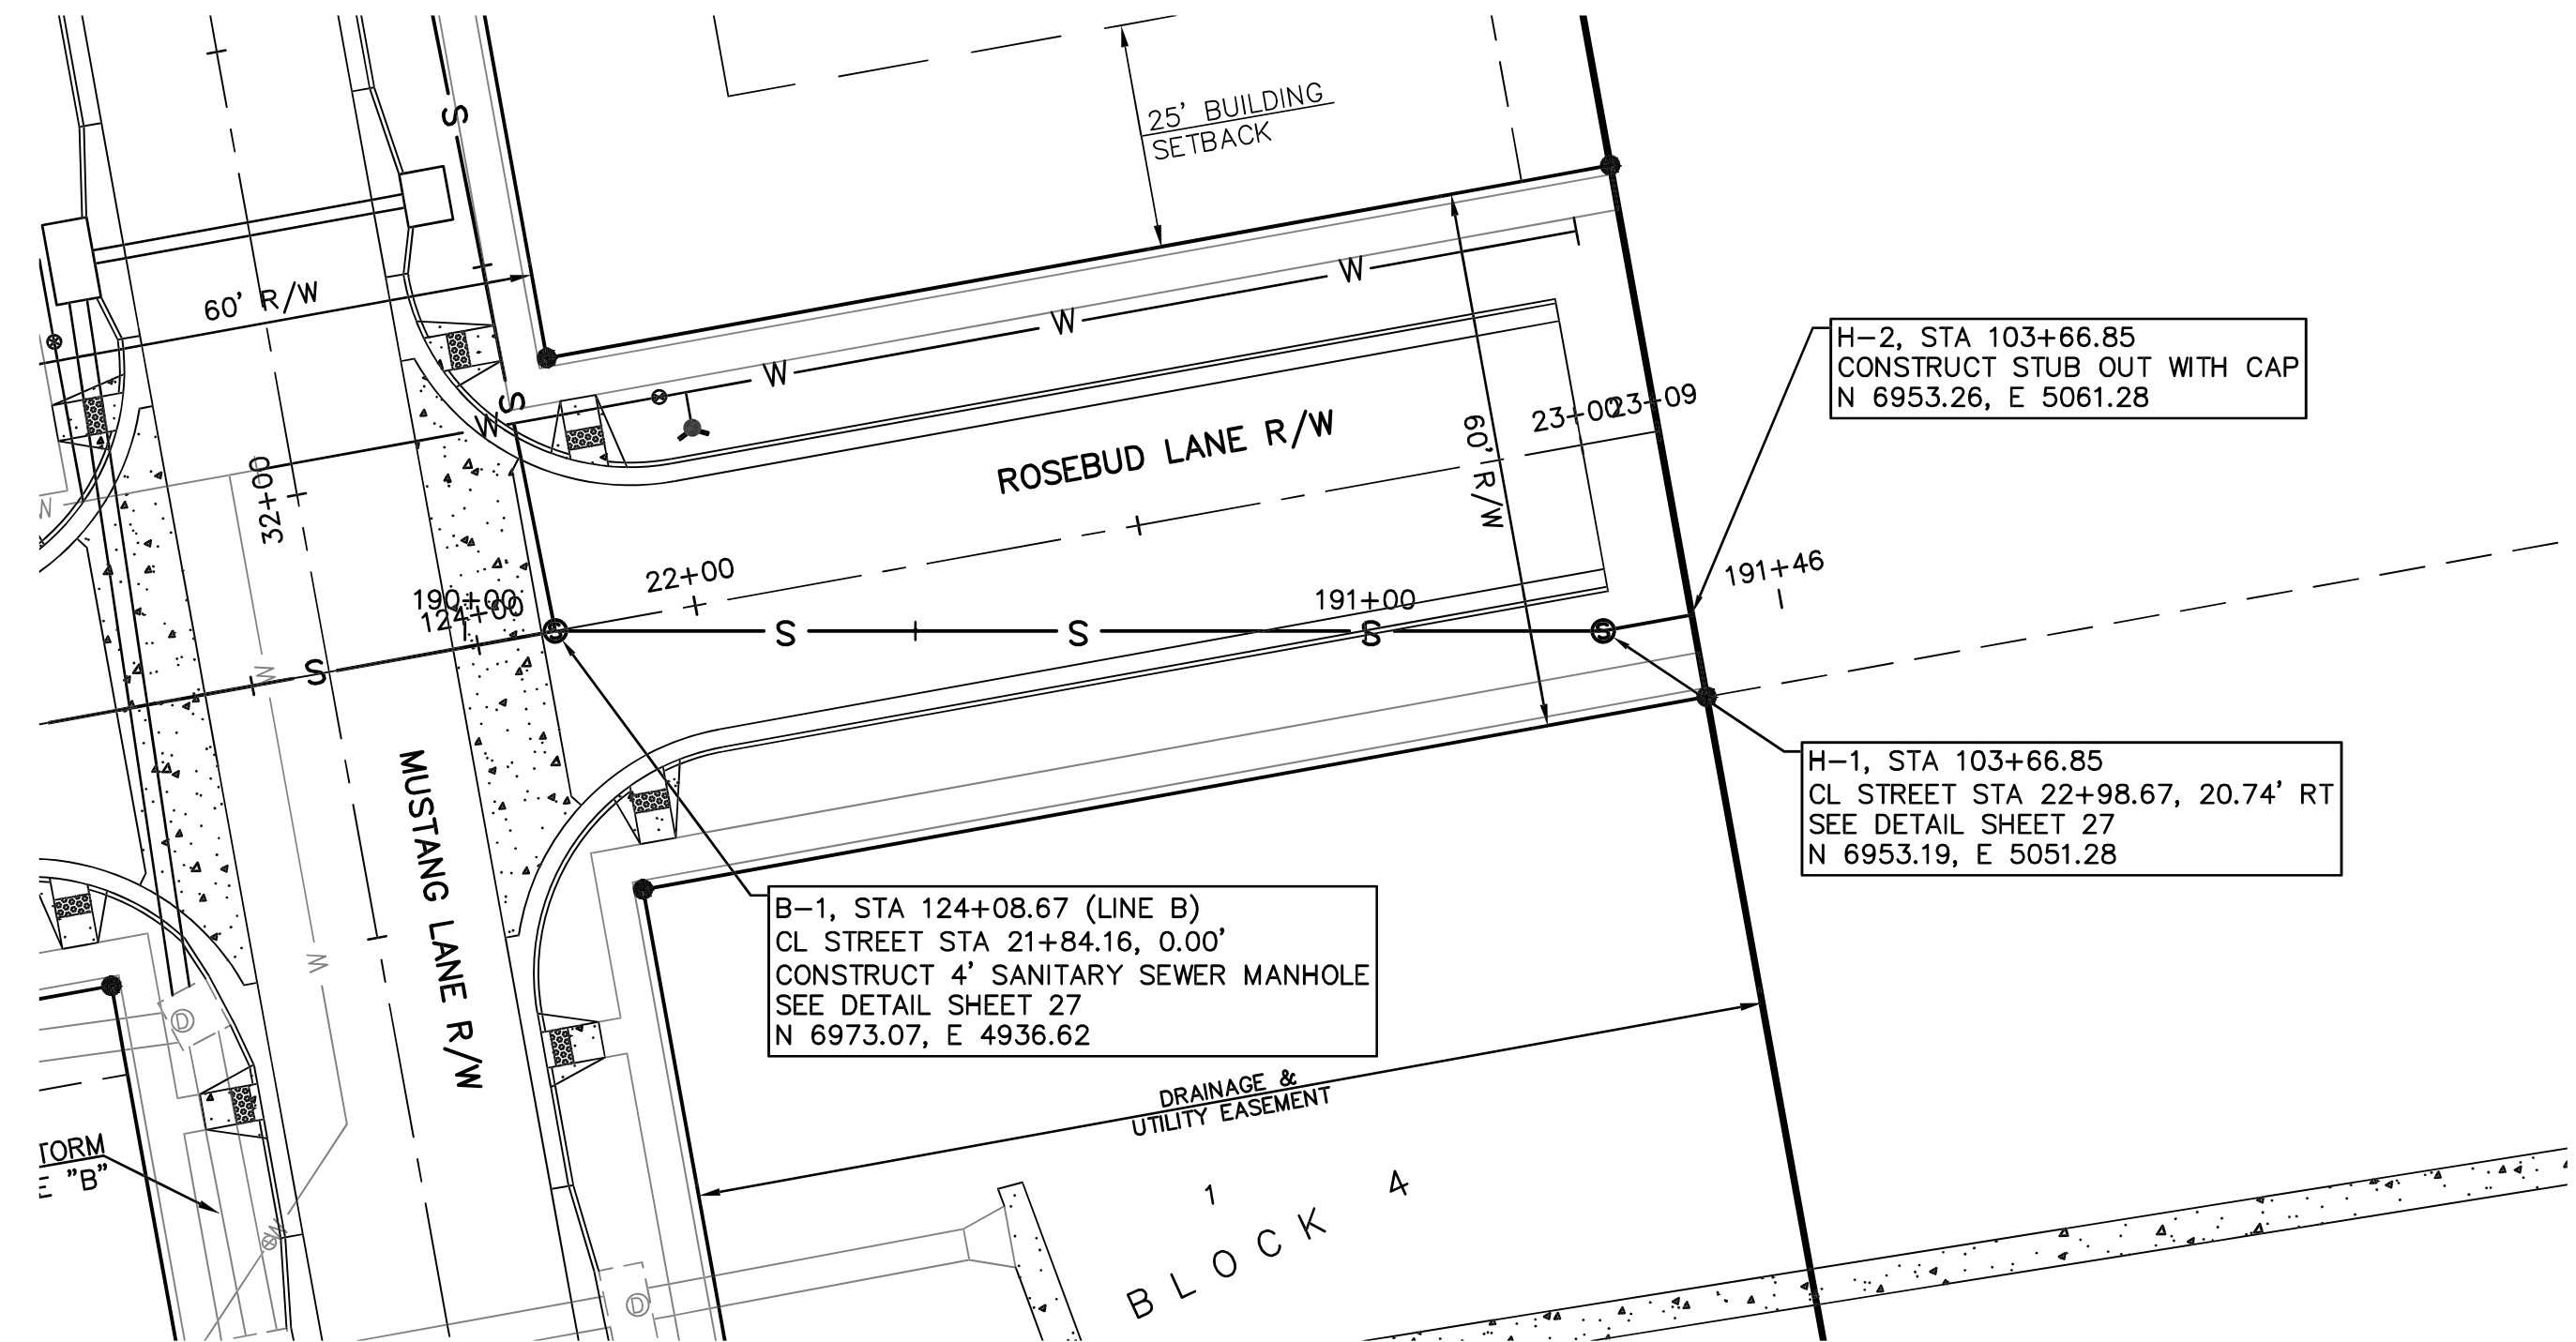 S
25' BUILDING
SETBACK
60' R/W
W
W
W
S
W
H-2, STA 103+66.85
CONSTRUCT STUB OUT WITH CAP
N 6953.26, E 5061.28
23+00
23+09
ROSEBUD LANE R/W
60' R/W
32+00
W
22+00
190+00
124+00
191+00
191+46
S
S
S
S
S
S
W
MUSTANG LANE R/W
H-1, STA 103+66.85
CL STREET STA 22+98.67, 20.74' RT
SEE DETAIL SHEET 27
N 6953.19, E 5051.28
B-1, STA 124+08.67 (LINE B)
CL STREET STA 21+84.16, 0.00'
CONSTRUCT 4' SANITARY SEWER MANHOLE
SEE DETAIL SHEET 27
N 6973.07, E 4936.62
W
D
DRAINAGE &
UTILITY EASEMENT
TORM
E "B"
1
BLOCK 4
W
D